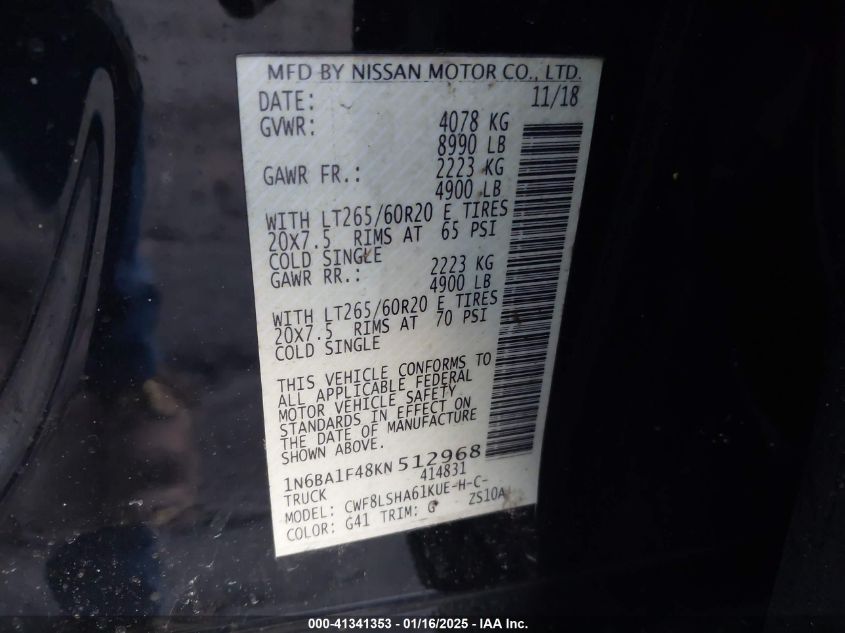 MFD BY NISSAN MOTOR CO., LTD.
DATE: 11/18
GVWR: 4078 KG
8990 LB
GAWR FR.: 2223 KG
4900 LB
WITH LT265/60R20 E TIRES
20X7.5 RIMS AT 65 PSI
COLD SINGLE
GAWR RR.: 2223 KG
4900 LB
WITH LT265/60R20 E TIRES
20X7.5 RIMS AT 70 PSI
COLD SINGLE
THIS VEHICLE CONFORMS TO
ALL APPLICABLE FEDERAL
MOTOR VEHICLE SAFETY
STANDARDS IN EFFECT ON
THE DATE OF MANUFACTURE
SHOWN ABOVE.
1N6BA1F48KN512968
TRUCK 414831
MODEL: CWF8LSHA61KUE-H-C-
COLOR: G41 TRIM: G ZS10A
000-41341353 - 01/16/2025 - IAA Inc.